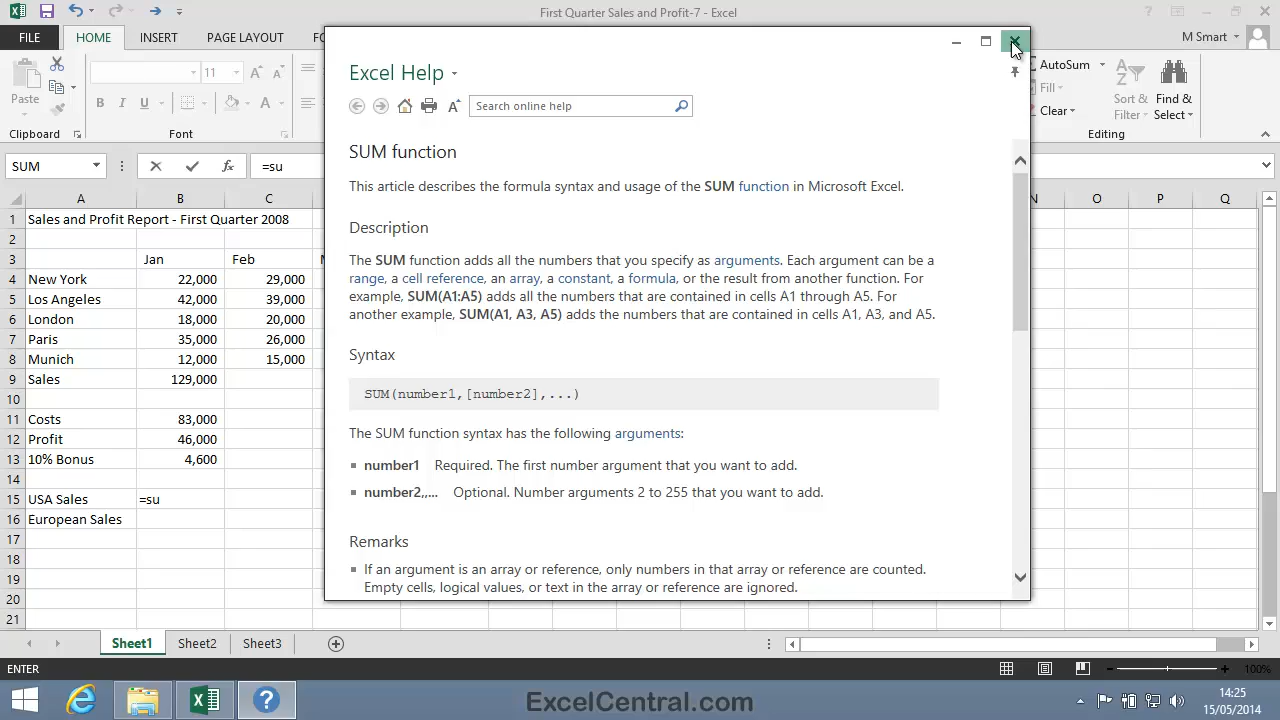 First Quarter Sales and Profit-7 - Excel
FILE HOME INSERT PAGE LAYOUT FO M Smart
Excel Help
11 AutoSum
Paste B I U A Fill Sort & Find &
Clear Filter Select
Search online help
Clipboard Font Editing
SUM =su
SUM function
This article describes the formula syntax and usage of the SUM function in Microsoft Excel.
A B C N O P Q
1 Sales and Profit Report - First Quarter 2008
2
Description
3 Jan Feb
The SUM function adds all the numbers that you specify as arguments. Each argument can be a
4 New York 22,000 29,000
range, a cell reference, an array, a constant, a formula, or the result from another function. For
5 Los Angeles 42,000 39,000
example, SUM(A1:A5) adds all the numbers that are contained in cells A1 through A5. For
6 London 18,000 20,000
another example, SUM(A1, A3, A5) adds the numbers that are contained in cells A1, A3, and A5.
7 Paris 35,000 26,000
8 Munich 12,000 15,000
Syntax
9 Sales 129,000
SUM(number1,[number2],...)
10
11 Costs 83,000
The SUM function syntax has the following arguments:
12 Profit 46,000
13 10% Bonus 4,600
number1 Required. The first number argument that you want to add.
14
number2,,... Optional. Number arguments 2 to 255 that you want to add.
15 USA Sales =su
16 European Sales
17
Remarks
18
If an argument is an array or reference, only numbers in that array or reference are counted.
Empty cells, logical values, or text in the array or reference are ignored.
19
20
21
Sheet1 Sheet2 Sheet3
ENTER 100%
ExcelCentral.com
14:25
15/05/2014